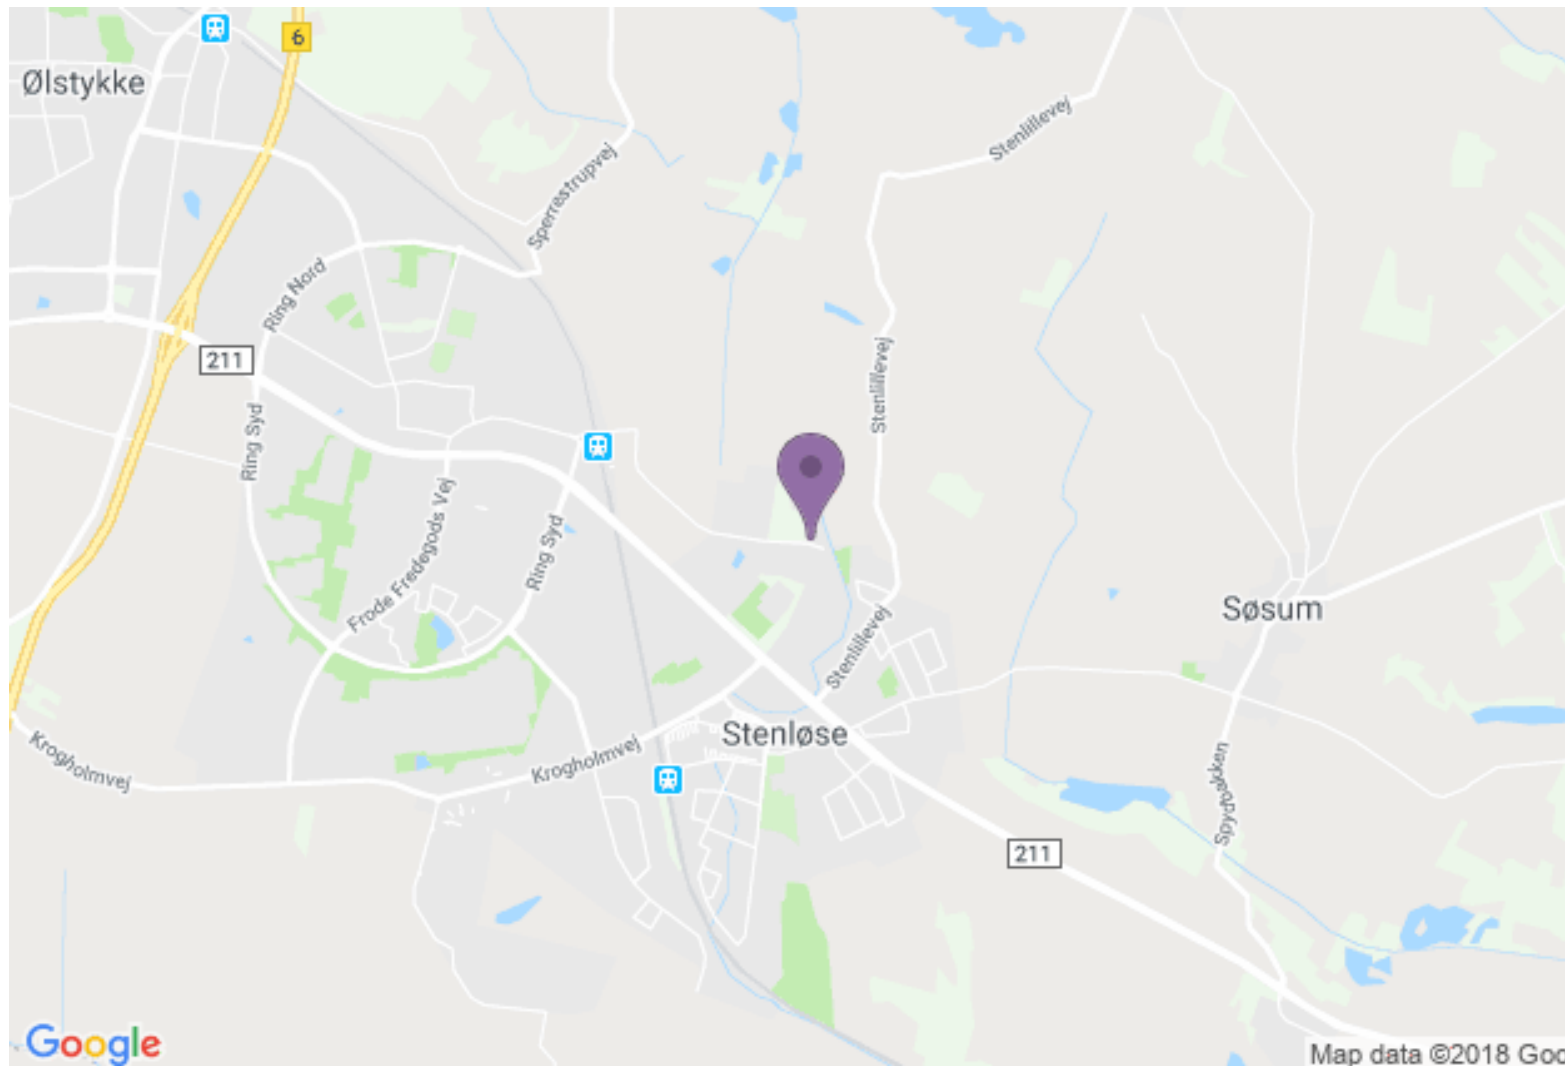 6
Ølstykke
Stenlillevej
Sperrestrupvej
Ring Nord
211
Stenlillevej
Ring Syd
Frode Fredegods Vej
Ring Syd
Søsum
Stenlillevej
Stenløse
Krogholmvej
Krogholmvej
Spydbakken
211
Google
Map data ©2018 Goo